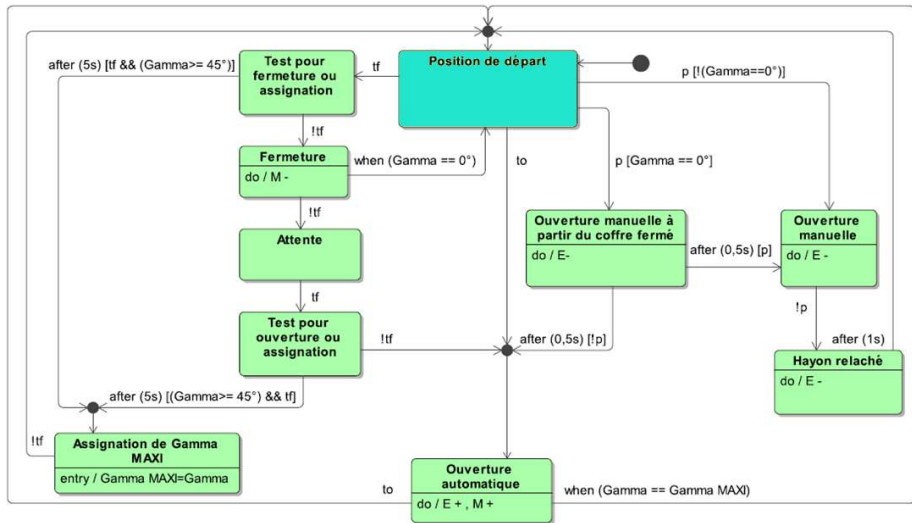 after (5s) [tf && (Gamma>= 45°)]
Test pour
fermeture ou
assignation
tf
Position de départ
p [!(Gamma==0°)]
!tf
Fermeture
do / M -
when (Gamma == 0°)
to
p [Gamma == 0°]
!tf
Attente
Ouverture manuelle à
partir du coffre fermé
do / E-
after (0,5s) [p]
Ouverture
manuelle
do / E -
tf
!p
Test pour
ouverture ou
assignation
!tf
after (0,5s) [!p]
after (1s)
Hayon relaché
do / E -
after (5s) [(Gamma>= 45°) && tf]
!tf
Assignation de Gamma
MAXI
entry / Gamma MAXI=Gamma
to
Ouverture
automatique
do / E + , M +
when (Gamma == Gamma MAXI)